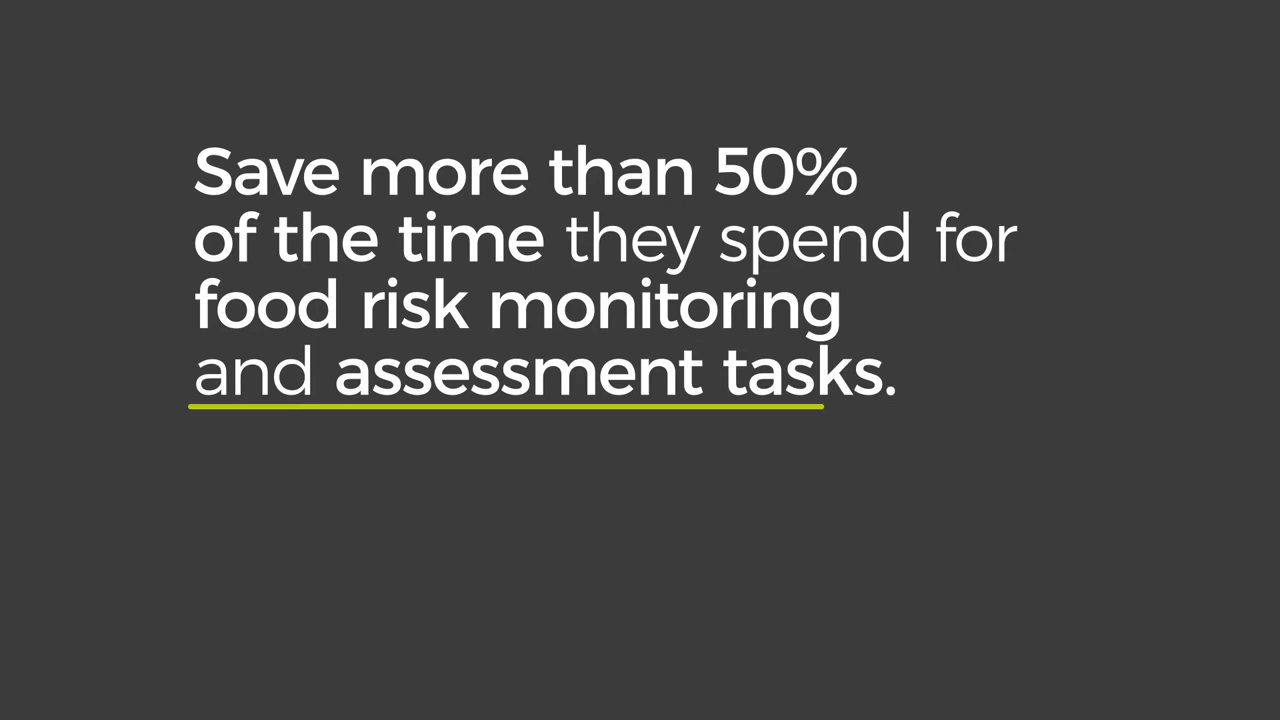 Save more than 50%
of the time they spend for
food risk monitoring
and assessment tasks.